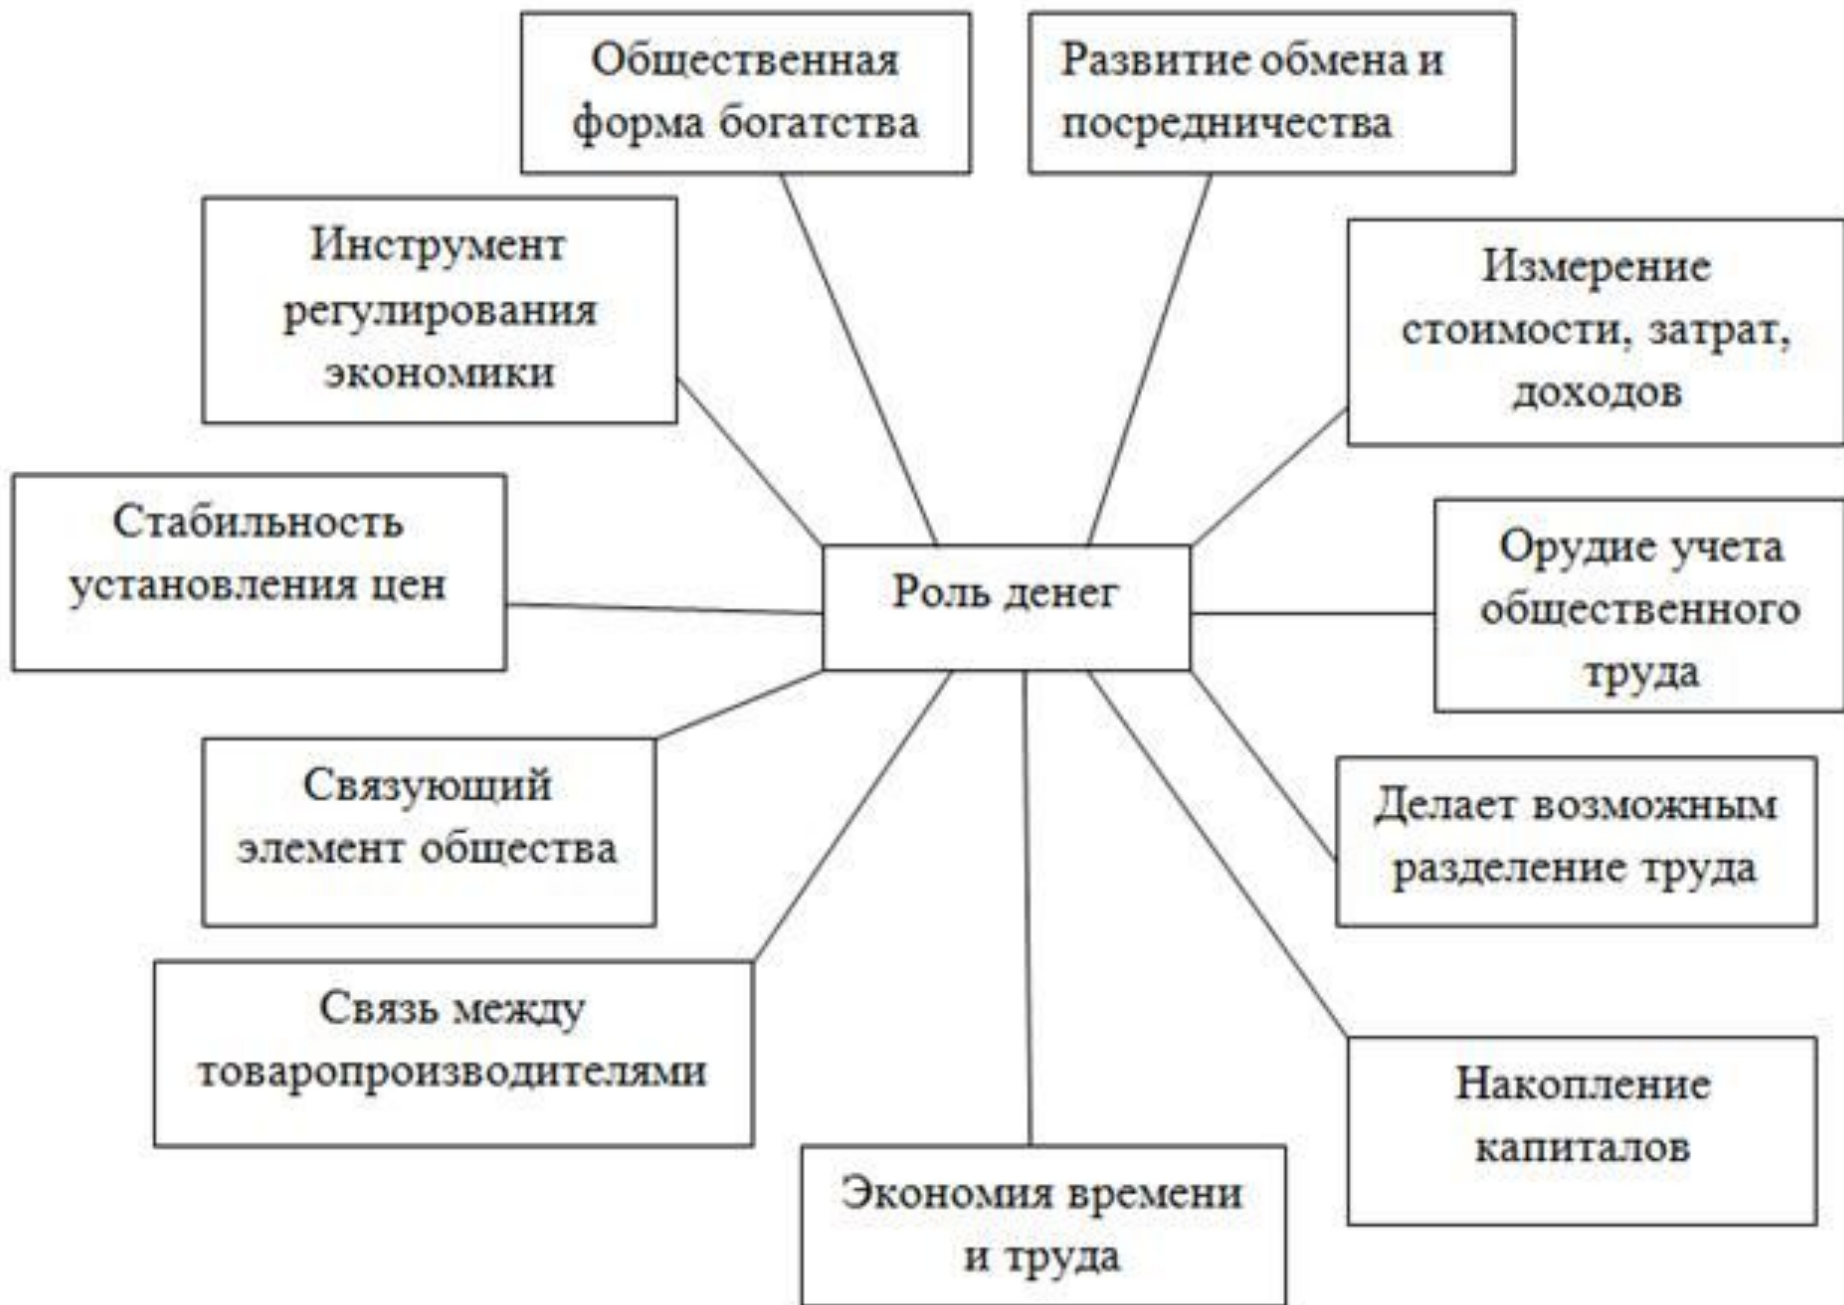 Общественная
форма богатства
Развитие обмена и
посредничества
Инструмент
регулирования
экономики
Измерение
стоимости, затрат,
доходов
Стабильность
установления цен
Роль денег
Орудие учета
общественного
труда
Связующий
элемент общества
Делает возможным
разделение труда
Связь между
товаропроизводителями
Накопление
капиталов
Экономия времени
и труда